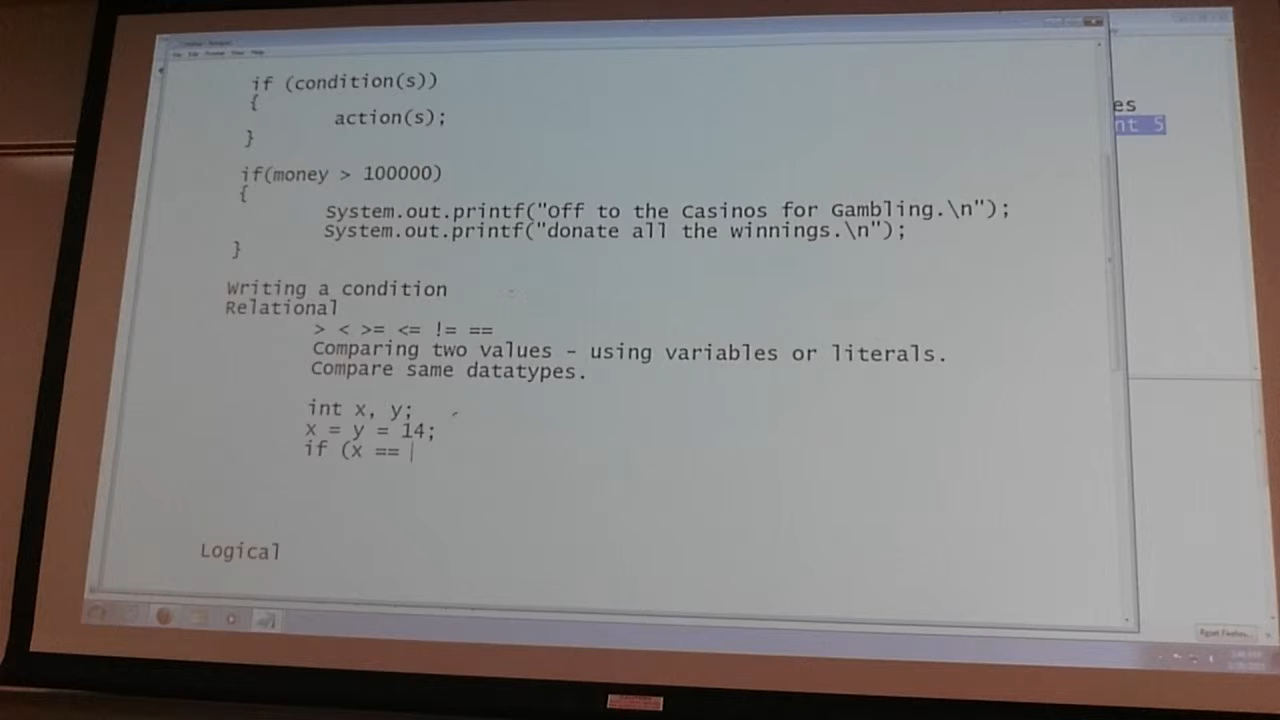 if (condition(s))
{
action(s);
}
if(money > 100000)
{
System.out.printf("Off to the Casinos for Gambling.\n");
System.out.printf("donate all the winnings.\n");
}
Writing a condition
Relational
> < >= <= != ==
Comparing two values - using variables or literals.
Compare same datatypes.
int x, y;
x = y = 14;
if (x ==
Logical
es
nt 5